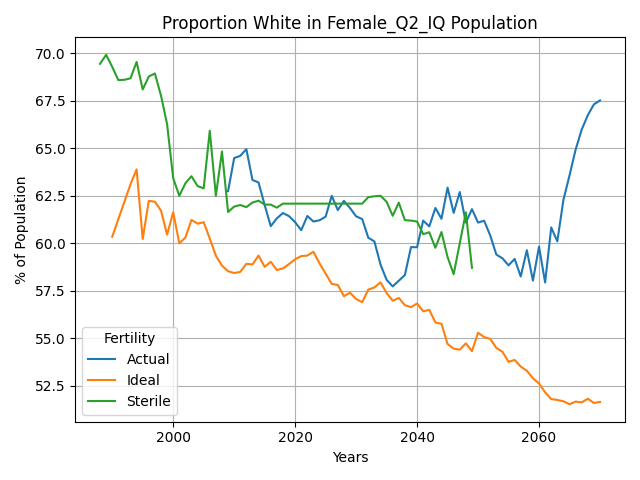 Proportion White in Female_Q2_IQ Population
% of Population
70.0
67.5
65.0
62.5
60.0
57.5
55.0
52.5
Fertility
Actual
Ideal
Sterile
2000
2020
2040
2060
Years